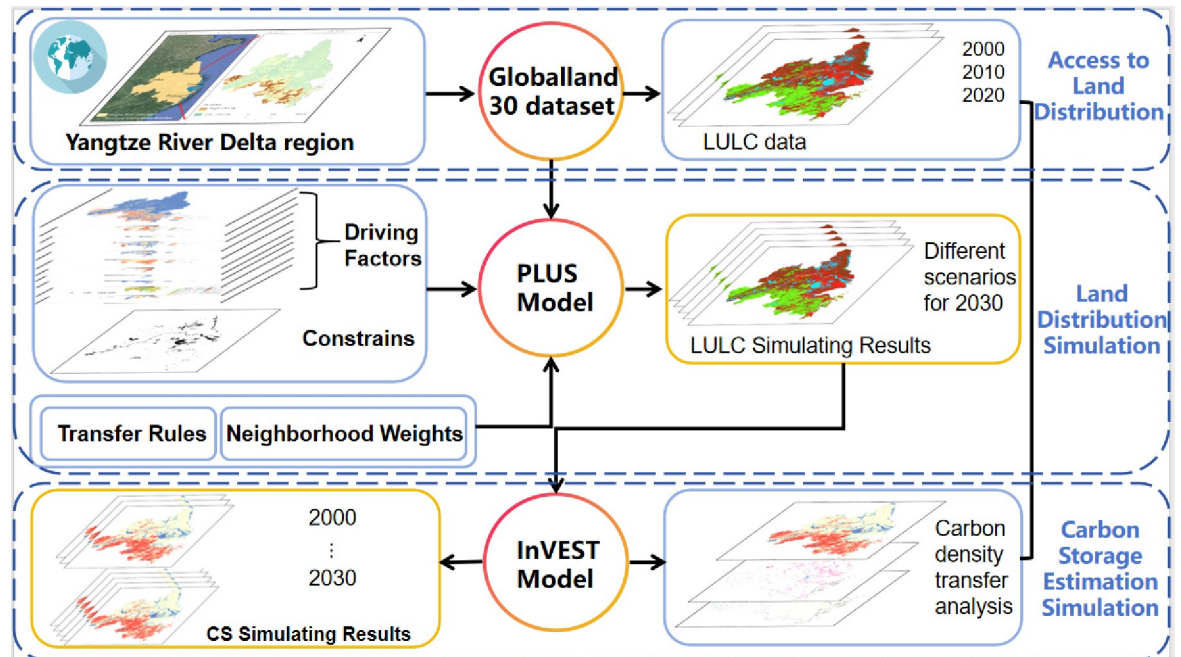 Yangtze River Delta region
Globalland
30 dataset
2000
2010
2020
LULC data
Access to
Land
Distribution
Driving
Factors
Constrains
PLUS
Model
Different
scenarios
for 2030
LULC Simulating Results
Land
Distribution
Simulation
Transfer Rules
Neighborhood Weights
2000
⋮
2030
CS Simulating Results
InVEST
Model
Carbon
density
transfer
analysis
Carbon
Storage
Estimation
Simulation